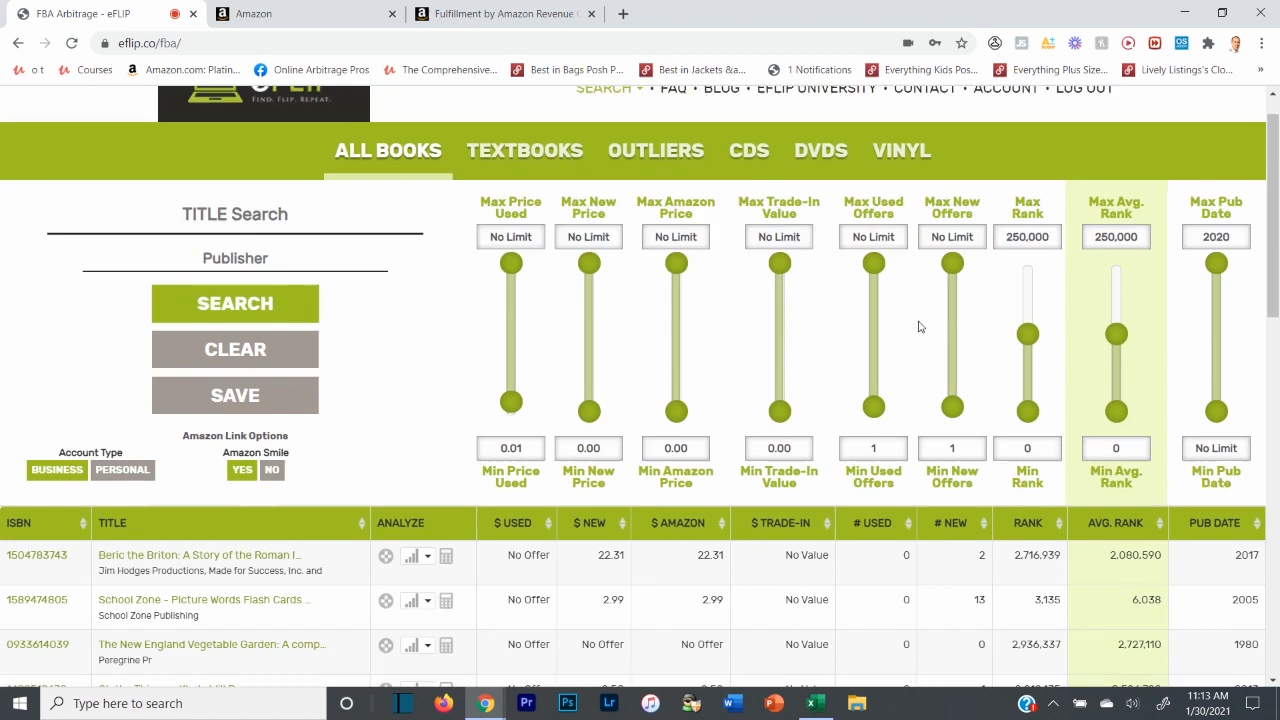 FBA Arbitrage - eFLIP
Amazon
Fulfillment by Amazon Revenue
eflip.co/fba/
o t
Courses
Amazon.com: Platin...
Online Arbitrage Pros
The Comprehensive...
Best in Bags Posh P...
Best in Jackets &a...
1 Notifications
Everything Kids Pos...
Everything Plus Size...
Lively Listings's Clo...
FIND. FLIP. REPEAT.
SEARCH • FAQ • BLOG • EFLIP UNIVERSITY • CONTACT • ACCOUNT • LOG OUT
ALL BOOKS TEXTBOOKS OUTLIERS CDS DVDS VINYL
TITLE Search
Publisher
SEARCH
CLEAR
SAVE
Amazon Link Options
Account Type Amazon Smile
BUSINESS PERSONAL YES NO
Max Price Used Max New Price Max Amazon Price Max Trade-In Value Max Used Offers Max New Offers Max Rank Max Avg. Rank Max Pub Date
No Limit No Limit No Limit No Limit No Limit No Limit 250,000 250,000 2020
0.01 0.00 0.00 0.00 1 1 0 0 No Limit
Min Price Used Min New Price Min Amazon Price Min Trade-In Value Min Used Offers Min New Offers Min Rank Min Avg. Rank Min Pub Date
ISBN TITLE ANALYZE $ USED $ NEW $ AMAZON $ TRADE-IN # USED # NEW RANK AVG. RANK PUB DATE
1504783743 Beric the Briton: A Story of the Roman I... No Offer 22.31 22.31 No Value 0 2 2,716,939 2,080,590 2017
Jim Hodges Productions, Made for Success, Inc. and
1589474805 School Zone - Picture Words Flash Cards ... No Offer 2.99 2.99 No Value 0 13 3,135 6,038 2005
School Zone Publishing
0933614039 The New England Vegetable Garden: A comp... No Offer No Offer No Offer No Value 0 0 2,936,337 2,727,110 1980
Peregrine Pr
Type here to search
11:13 AM
1/30/2021